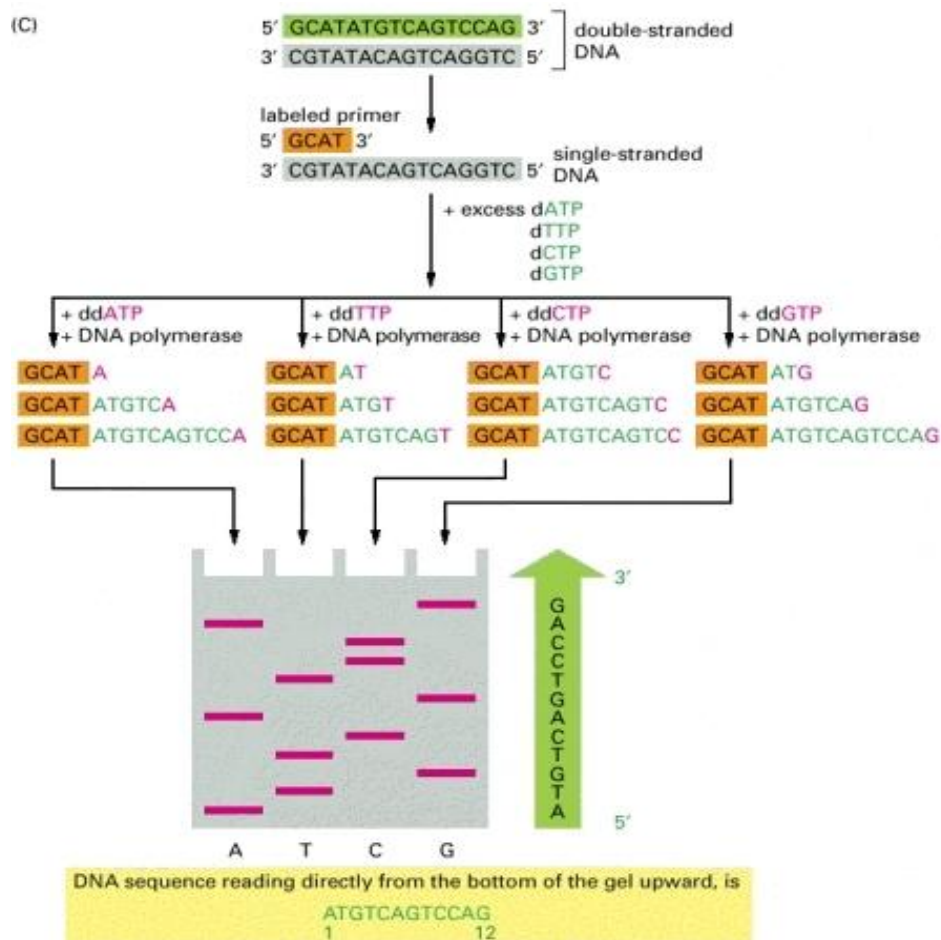 (C)
5′ GCATATGTCAGTCCAG 3′
3′ CGTATACAGTCAGGTC 5′
double-stranded
DNA
labeled primer
5′ GCAT 3′
3′ CGTATACAGTCAGGTC 5′
single-stranded
DNA
+ excess dATP
dTTP
dCTP
dGTP
+ ddATP
+ DNA polymerase
+ ddTTP
+ DNA polymerase
+ ddCTP
+ DNA polymerase
+ ddGTP
+ DNA polymerase
GCAT A
GCAT ATGTCA
GCAT ATGTCAGTCCA
GCAT AT
GCAT ATGT
GCAT ATGTCAGT
GCAT ATGTC
GCAT ATGTCAGTC
GCAT ATGTCAGTCC
GCAT ATG
GCAT ATGTCAG
GCAT ATGTCAGTCCAG
3′
GACCTGACTGTA
5′
A T C G
DNA sequence reading directly from the bottom of the gel upward, is
ATGTCAGTCCAG
1 12